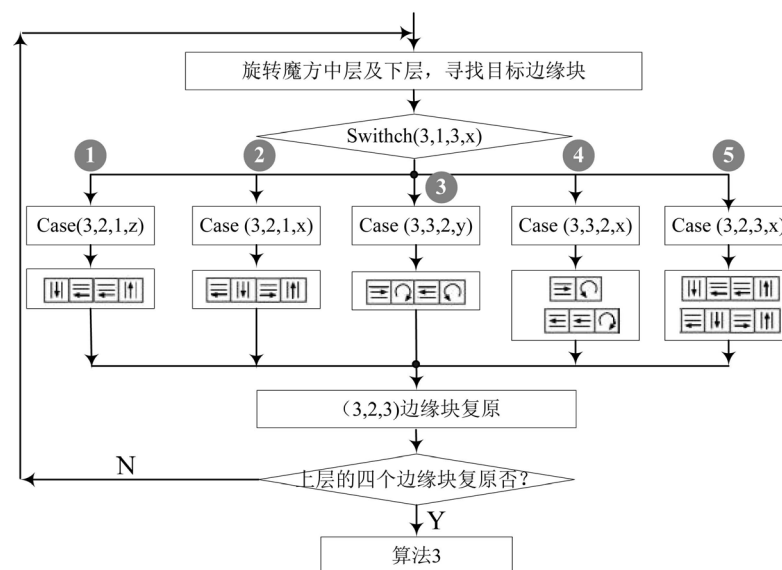 旋转魔方中层及下层，寻找目标边缘块
Swithch(3,1,3,x)
1
2
3
4
5
Case(3,2,1,z)
Case (3,2,1,x)
Case (3,3,2,y)
Case (3,3,2,x)
Case (3,2,3,x)
（3,2,3)边缘块复原
N
上层的四个边缘块复原否？
Y
算法3